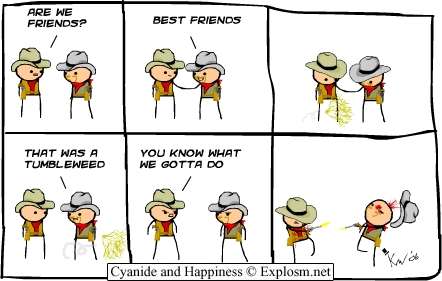 ARE WE
FRIENDS?
BEST FRIENDS
THAT WAS A
TUMBLEWEED
YOU KNOW WHAT
WE GOTTA DO
Cyanide and Happiness © Explosm.net